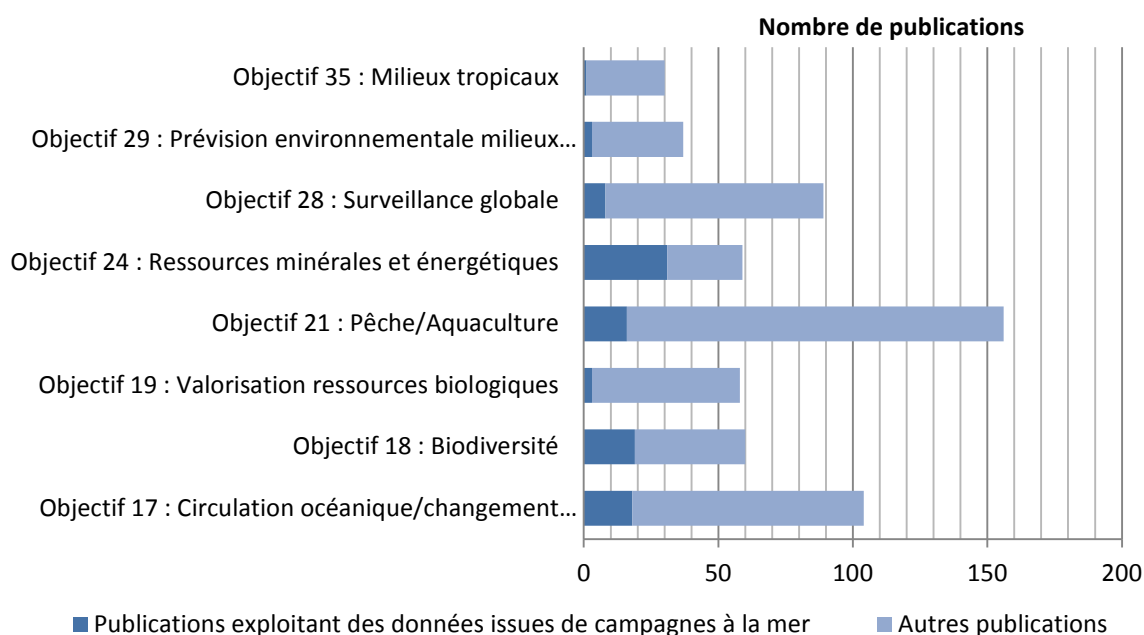 Nombre de publications
Objectif 35 : Milieux tropicaux
Objectif 29 : Prévision environnementale milieux...
Objectif 28 : Surveillance globale
Objectif 24 : Ressources minérales et énergétiques
Objectif 21 : Pêche/Aquaculture
Objectif 19 : Valorisation ressources biologiques
Objectif 18 : Biodiversité
Objectif 17 : Circulation océanique/changement...
0 50 100 150 200
Publications exploitant des données issues de campagnes à la mer Autres publications